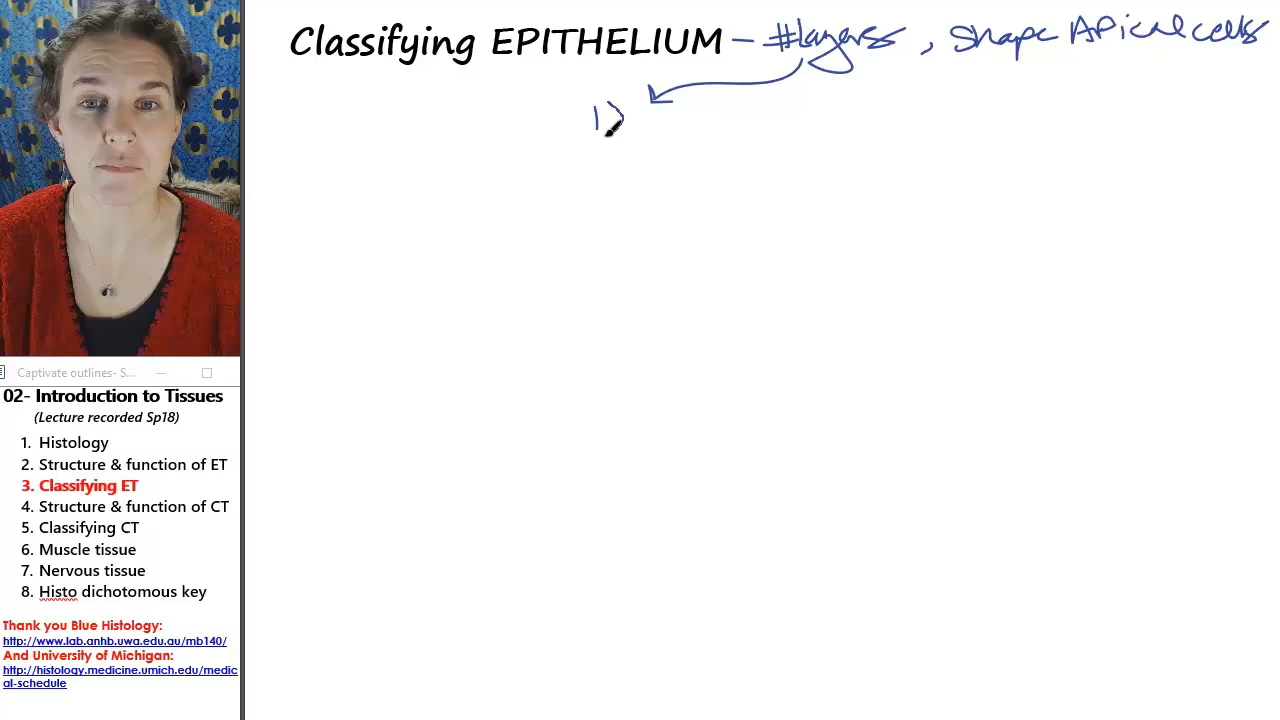 Classifying EPITHELIUM - #layers, shape Apical cells
1)
Captivate outlines- S...
02- Introduction to Tissues
(Lecture recorded Sp18)
1. Histology
2. Structure & function of ET
3. Classifying ET
4. Structure & function of CT
5. Classifying CT
6. Muscle tissue
7. Nervous tissue
8. Histo dichotomous key
Thank you Blue Histology:
http://www.lab.anhb.uwa.edu.au/mb140/
And University of Michigan:
http://histology.medicine.umich.edu/medic
al-schedule